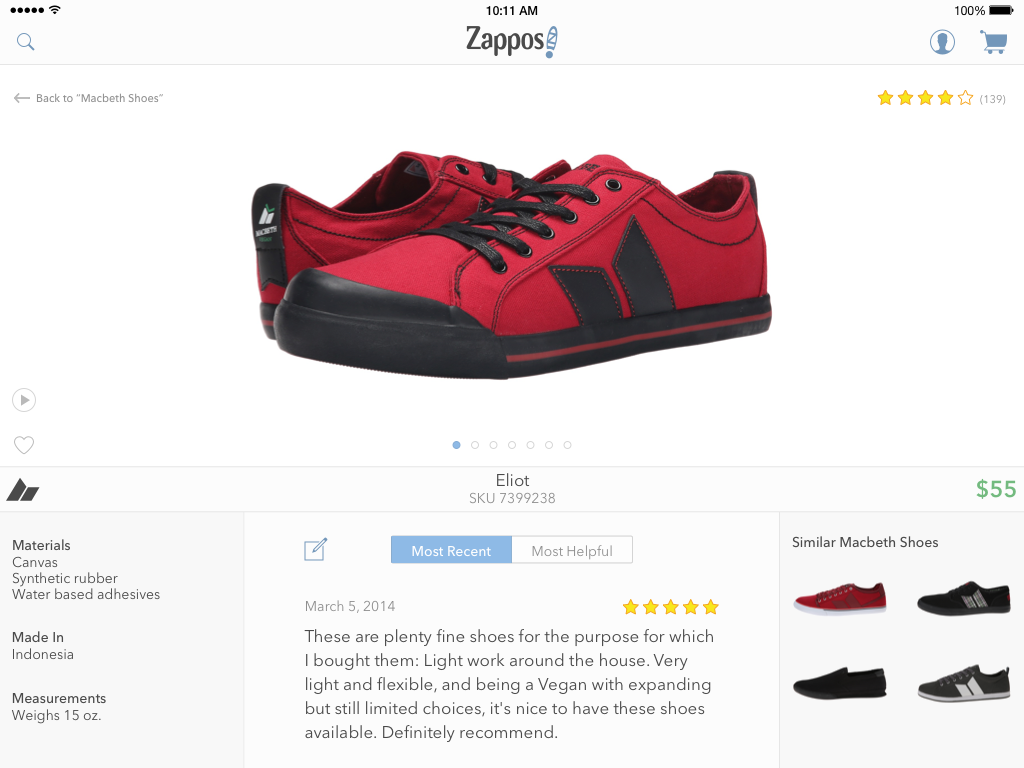 10:11 AM
100%
Zappos
Back to “Macbeth Shoes”
(139)
MACBETH
Eliot
SKU 7399238
$55
Materials
Canvas
Synthetic rubber
Water based adhesives
Made In
Indonesia
Measurements
Weighs 15 oz.
Most Recent
Most Helpful
March 5, 2014
These are plenty fine shoes for the purpose for which
I bought them: Light work around the house. Very
light and flexible, and being a Vegan with expanding
but still limited choices, it's nice to have these shoes
available. Definitely recommend.
Similar Macbeth Shoes